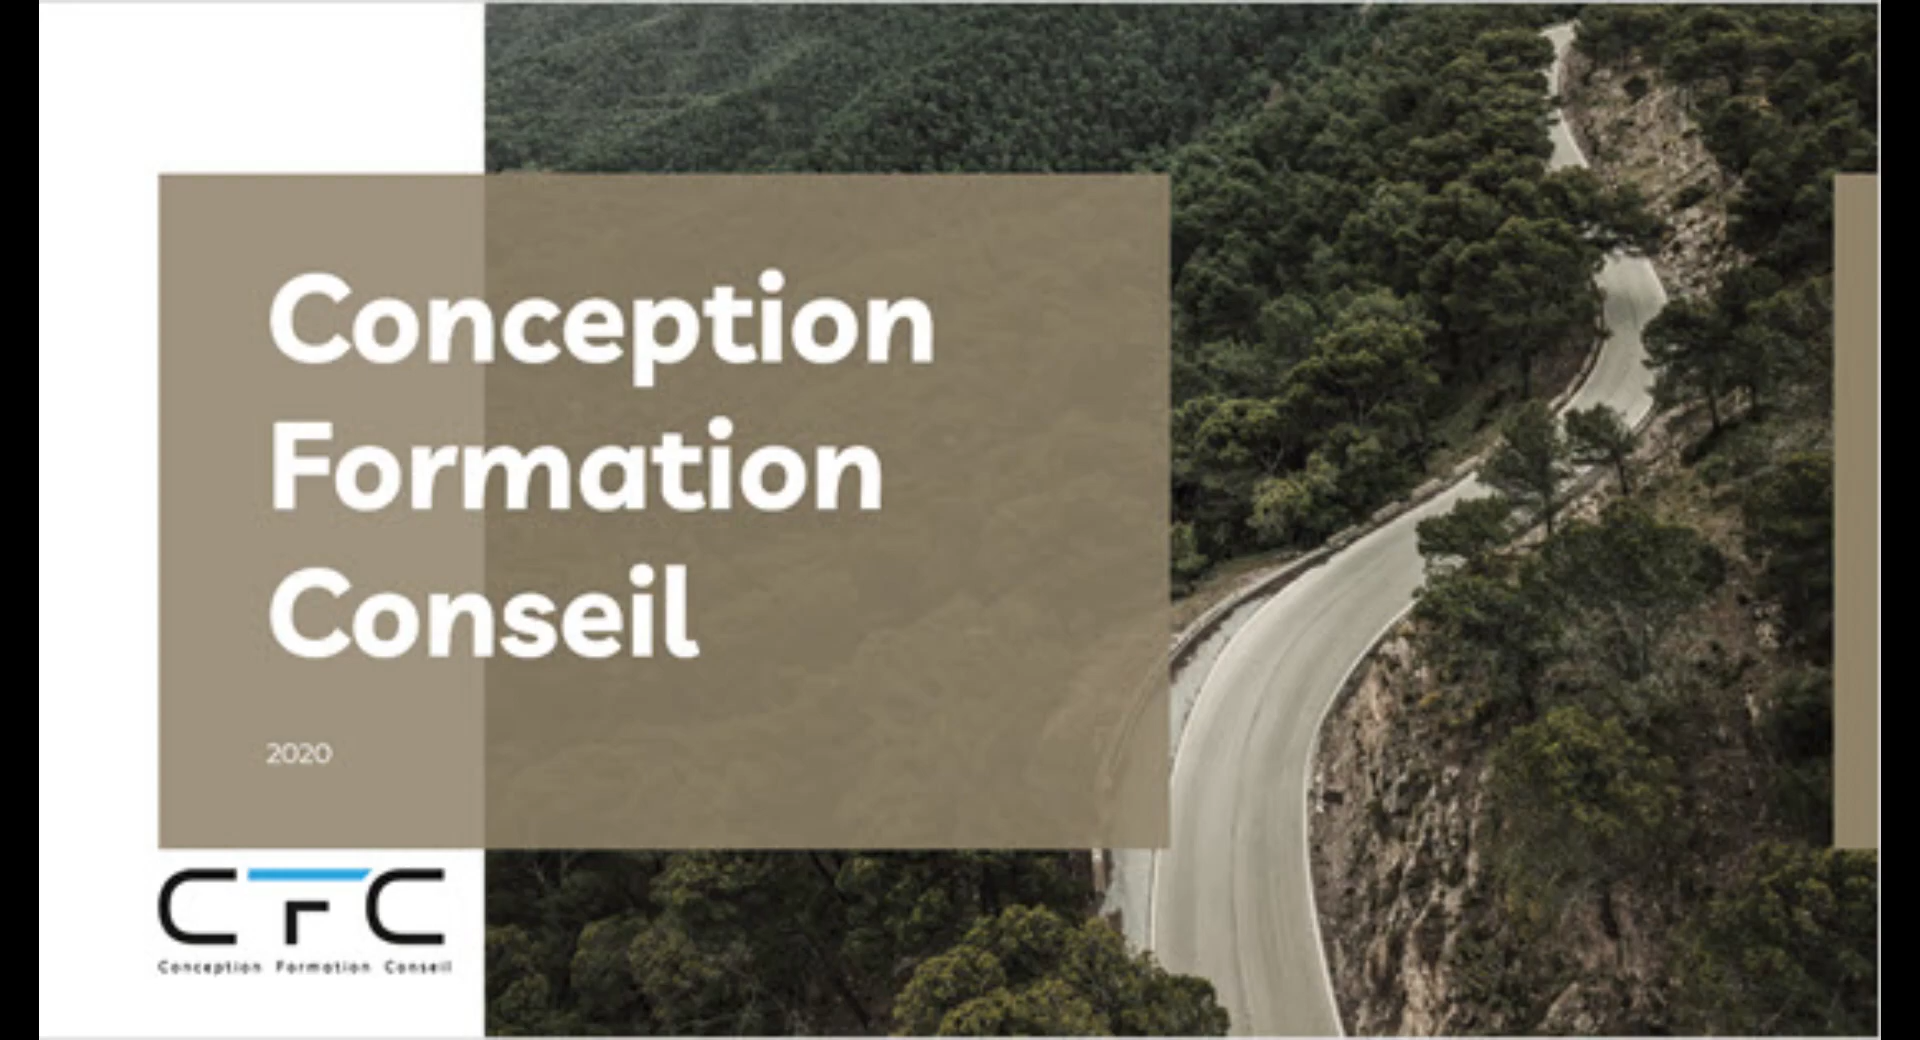 Conception
Formation
Conseil
2020
CFC
Conception Formation Conseil